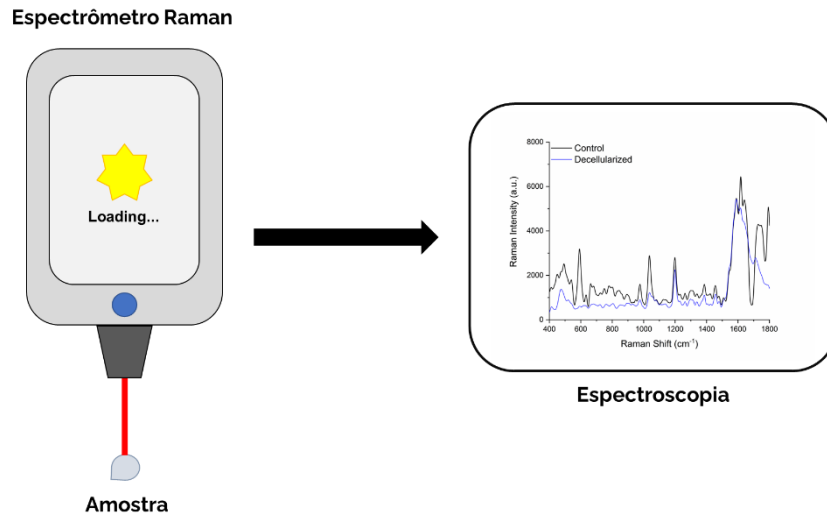 Espectrômetro Raman
Loading...
Amostra
Control
Decellularized
Raman Intensity (a.u.)
8000
6000
4000
2000
0
400 600 800 1000 1200 1400 1600 1800
Raman Shift (cm⁻¹)
Espectroscopia